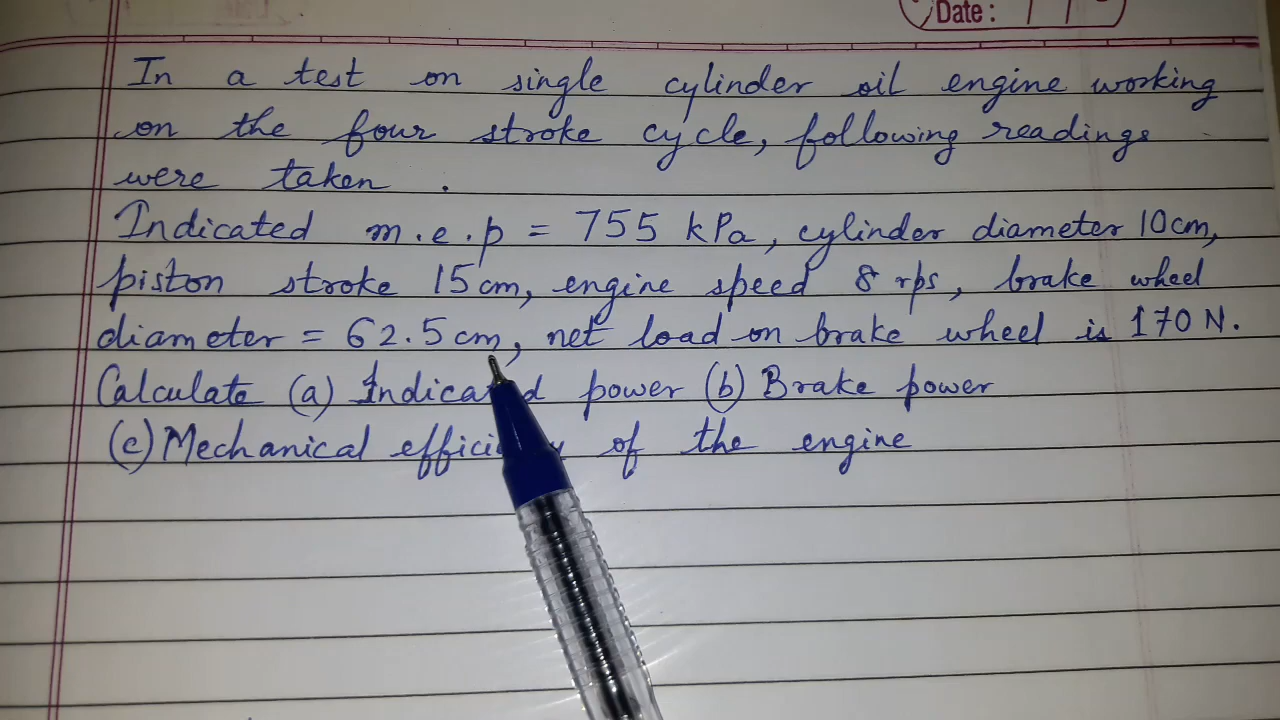 Date :
In a test on single cylinder oil engine working
on the four stroke cycle, following readings
were taken .
Indicated m.e.p = 755 kPa, cylinder diameter 10cm,
piston stroke 15cm, engine speed 8 rps, brake wheel
diameter = 62.5cm, net load on brake wheel is 170 N.
Calculate (a) power (b) Brake power
(c) Mechanical of the engine